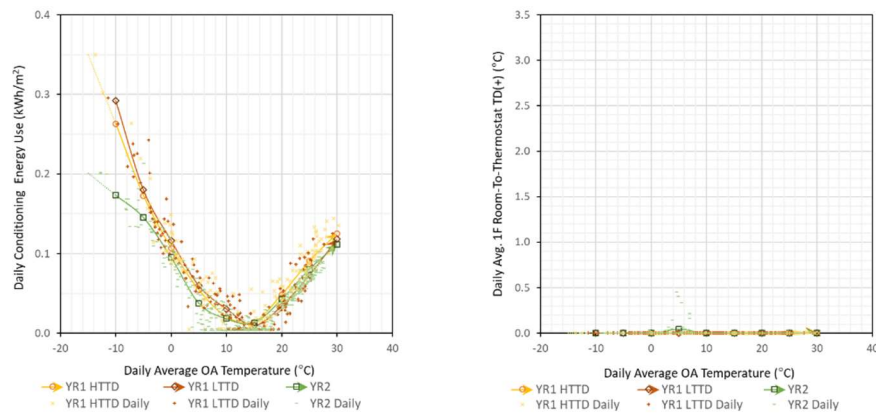 Daily Conditioning Energy Use (kWh/m²)
0.4
0.3
0.2
0.1
0.0
-20 -10 0 10 20 30 40
Daily Average OA Temperature (°C)
YR1 HTTD YR1 LTTD YR2
YR1 HTTD Daily YR1 LTTD Daily YR2 Daily
Daily Avg. 1F Room-To-Thermostat TD(+) (°C)
3.5
3.0
2.5
2.0
1.5
1.0
0.5
0.0
-20 -10 0 10 20 30 40
Daily Average OA Temperature (°C)
YR1 HTTD YR1 LTTD YR2
YR1 HTTD Daily YR1 LTTD Daily YR2 Daily